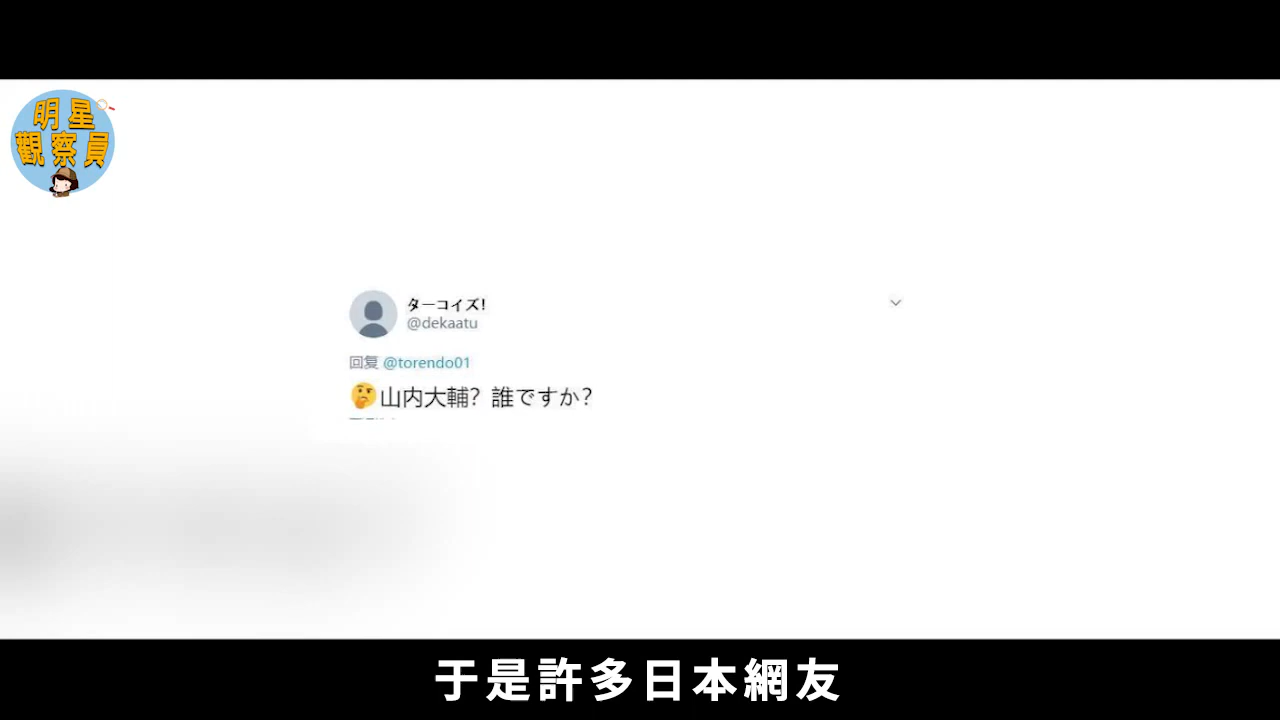 明星
觀察員
ターコイズ!
@dekaatu
回复 @torendo01
🤔山内大輔？誰ですか？
于是許多日本網友